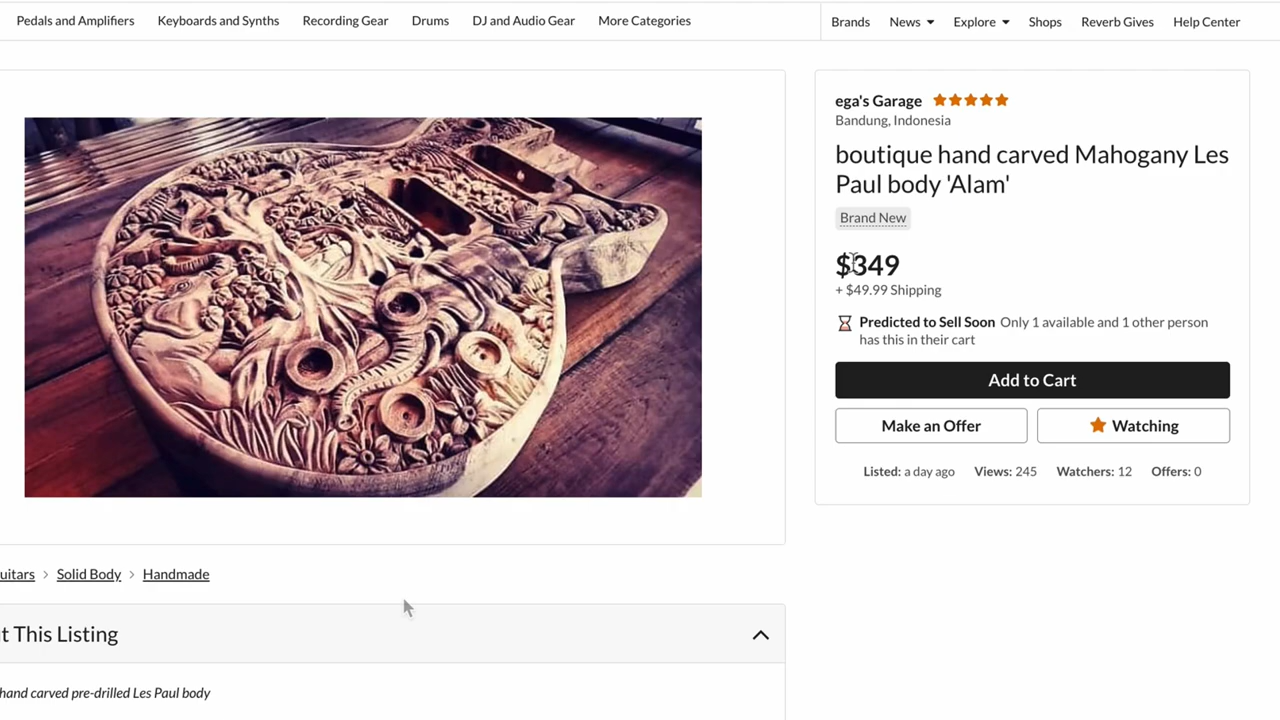 Pedals and Amplifiers Keyboards and Synths Recording Gear Drums DJ and Audio Gear More Categories Brands News Explore Shops Reverb Gives Help Center
ega's Garage
Bandung, Indonesia
boutique hand carved Mahogany Les
Paul body 'Alam'
Brand New
$349
+ $49.99 Shipping
Predicted to Sell Soon Only 1 available and 1 other person
has this in their cart
Add to Cart
Make an Offer Watching
Listed: a day ago Views: 245 Watchers: 12 Offers: 0
uitars > Solid Body > Handmade
t This Listing
hand carved pre-drilled Les Paul body